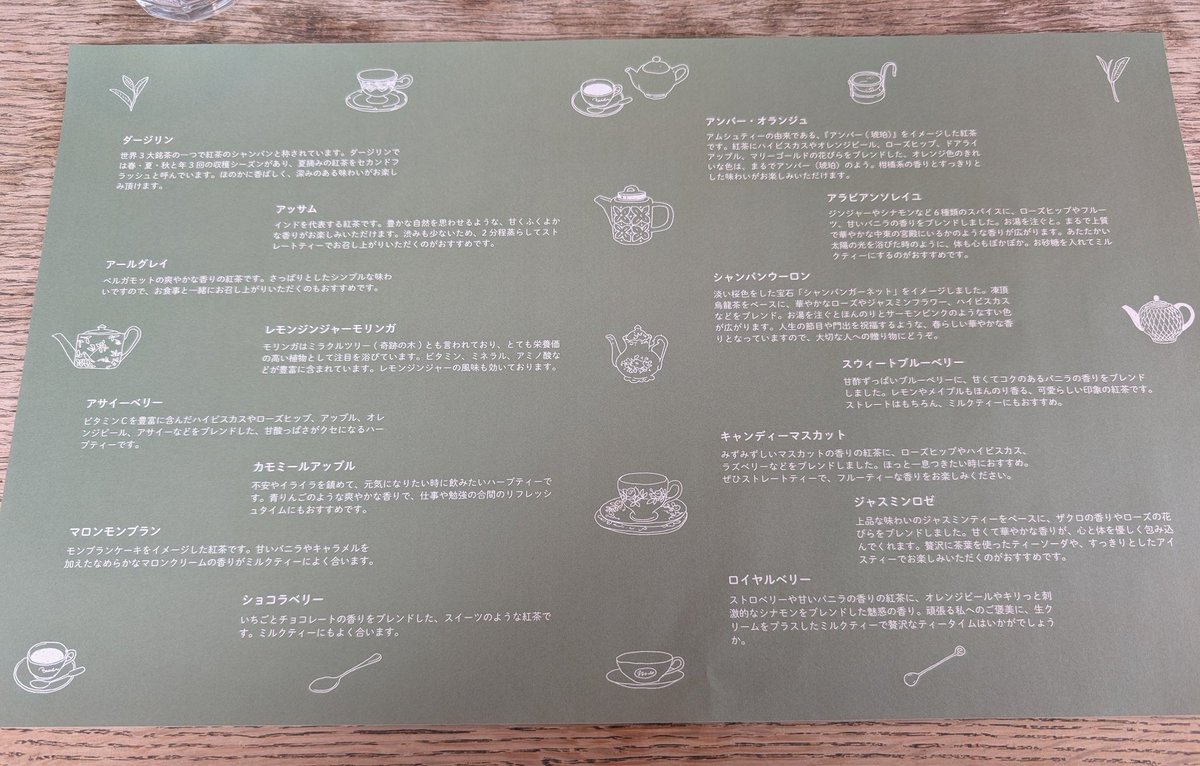 ダージリン
世界3大銘茶の一つで紅茶のシャンパンと称されています。ダージリンで
は春・夏・秋と年3回の収穫シーズンがあり、夏摘みの紅茶をセカンドフ
ラッシュと呼んでいます。ほのかに香ばしく、深みのある味わいがお楽し
み頂けます。
アッサム
インドを代表する紅茶です。豊かな自然を思わせるような、甘くふくよか
な香りがお楽しみいただけます。渋みも少ないため、2分程蒸らしてスト
レートティーでお召し上がりいただくのがおすすめです。
アールグレイ
ベルガモットの爽やかな香りの紅茶です。さっぱりとしたシンプルな味わ
いですので、お食事と一緒にお召し上がりいただくのもおすすめです。
レモンジンジャーモリンガ
モリンガはミラクルツリー（奇跡の木）とも言われており、とても栄養価
の高い植物として注目を浴びています。ビタミン、ミネラル、アミノ酸な
どが豊富に含まれています。レモンジンジャーの風味も効いております。
アサイーベリー
ビタミンCを豊富に含んだハイビスカスやローズヒップ、アップル、オレ
ンジピール、アサイーなどをブレンドした、甘酸っぱさがクセになるハー
ブティーです。
カモミールアップル
不安やイライラを鎮めて、元気になりたい時に飲みたいハーブティーで
す。青りんごのような爽やかな香りで、仕事や勉強の合間のリフレッシ
ュタイムにもおすすめです。
マロンモンブラン
モンブランケーキをイメージした紅茶です。甘いバニラやキャラメルを
加えたなめらかなマロンクリームの香りがミルクティーによく合います。
ショコラベリー
いちごとチョコレートの香りをブレンドした、スイーツのような紅茶で
す。ミルクティーにもよく合います。
アンバー・オランジュ
アムシュティーの由来である、『アンバー（琥珀）』をイメージした紅茶
です。紅茶にハイビスカスやオレンジピール、ローズヒップ、ドアライ
アップル、マリーゴールドの花びらをブレンドした、オレンジ色のきれ
いな色は、まるでアンバー（琥珀）のよう。柑橘系の香りとすっきりと
した味わいがお楽しみいただけます。
アラビアンソレイユ
ジンジャーやシナモンなど6種類のスパイスに、ローズヒップやフルー
ツ、甘いバニラの香りをブレンドしました。お湯を注ぐと。まるで上質
で華やかな中東の宮殿にいるかのような香りが広がります。あたたかい
太陽の光を浴びた時のように、体も心もぽかぽか。お砂糖を入れてミル
クティーにするのがおすすめです。
シャンパンウーロン
淡い桜色をした宝石「シャンパンガーネット」をイメージしました。凍頂
烏龍茶をベースに、華やかなローズやジャスミンフラワー、ハイビスカス
などをブレンド。お湯を注ぐとほんのりとサーモンピンクのようなすい色
が広がります。人生の節目や門出を祝福するような、春らしい華やかな香
りとなっていますので、大切な人への贈り物にどうぞ。
スウィートブルーベリー
甘酢ずっぱいブルーベリーに、甘くてコクのあるバニラの香りをブレンド
しました。レモンやメイプルもほんのり香る、可愛らしい印象の紅茶です。
ストレートはもちろん、ミルクティーにもおすすめ。
キャンディーマスカット
みずみずしいマスカットの香りの紅茶に、ローズヒップやハイビスカス、
ラズベリーなどをブレンドしました。ほっと一息つきたい時におすすめ。
ぜひストレートティーで、フルーティーな香りをお楽しみください。
ジャスミンロゼ
上品な味わいのジャスミンティーをベースに、ザクロの香りやローズの花
びらをブレンドしました。甘くて華やかな香りが、心と体を優しく包み込
んでくれます。贅沢に茶葉を使ったティーソーダや、すっきりとしたアイ
スティーでお楽しみいただくのがおすすめです。
ロイヤルベリー
ストロベリーや甘いバニラの香りの紅茶に、オレンジピールやキリっと刺
激的なシナモンをブレンドした魅惑の香り。頑張る私へのご褒美に、生ク
リームをプラスしたミルクティーで贅沢なティータイムはいかがでしょう
か。